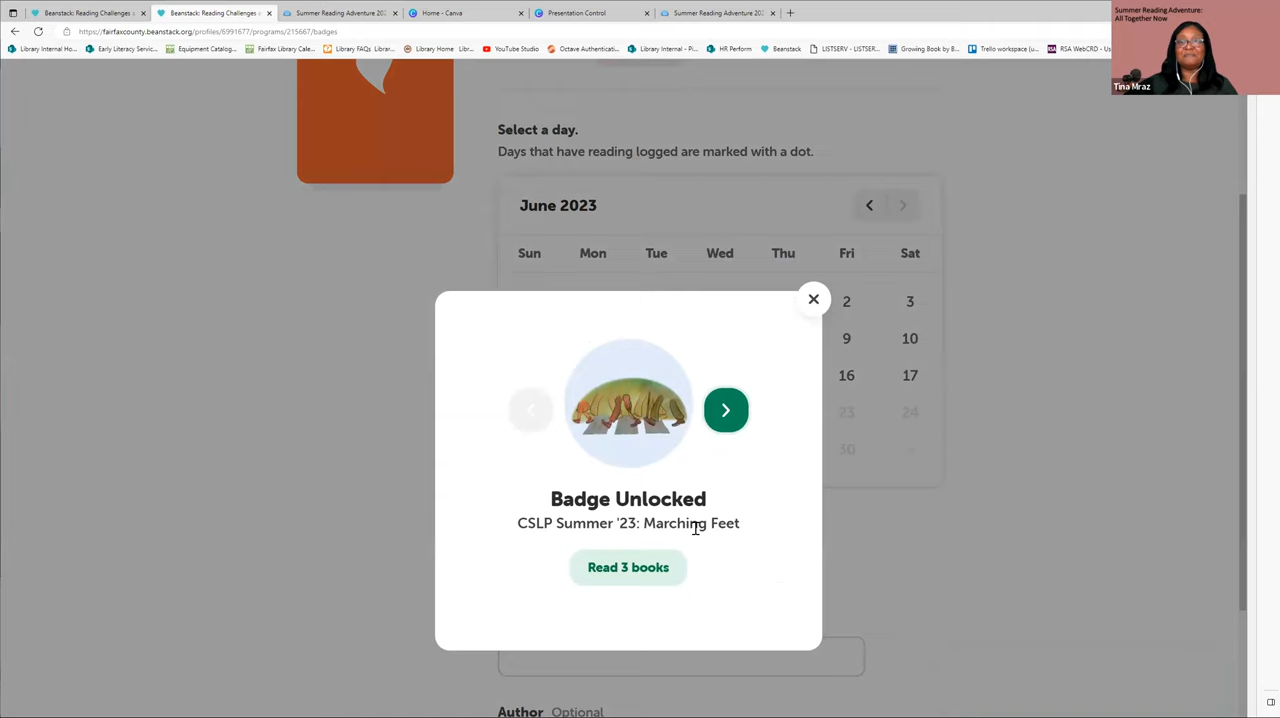 Beanstack: Reading Challenges o
Beanstack: Reading Challenges o
Summer Reading Adventure 202
Home - Canva
Presentation Control
Summer Reading Adventure 202
https://fairfaxcounty.beanstack.org/profiles/6991677/programs/215667/badges
Library Internal Ho...
Early Literacy Servic...
Equipment Catalog...
Fairfax Library Cale...
Library FAQs Librar...
Library Home Libr...
YouTube Studio
Octave Authenticati...
Library Internal - Pi...
HR Perform
Beanstack
LISTSERV - LISTSER...
Growing Book by B...
Trello workspace (u...
RSA WebCRD - Web
Summer Reading Adventure:
All Together Now
Tina Mraz
Select a day.
Days that have reading logged are marked with a dot.
June 2023
Sun Mon Tue Wed Thu Fri Sat
2 3
9 10
16 17
23 24
30
Badge Unlocked
CSLP Summer '23: Marching Feet
Read 3 books
Author Optional